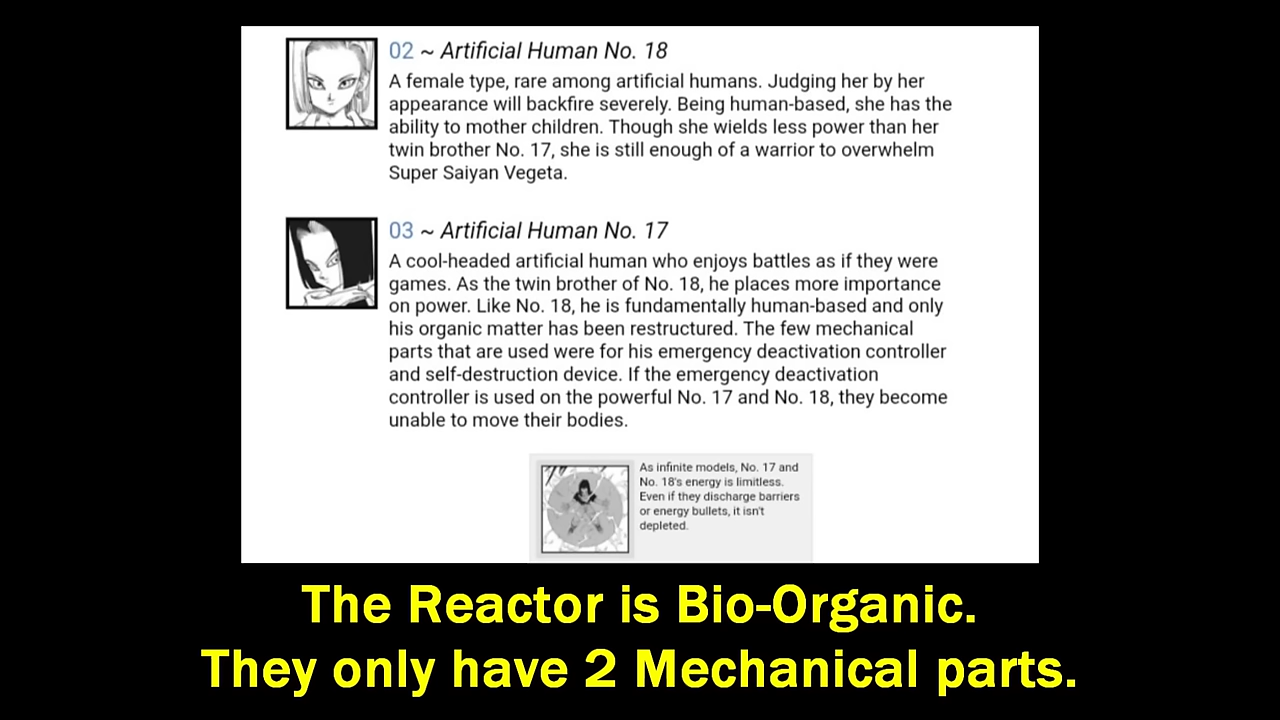 02 ~ Artificial Human No. 18
A female type, rare among artificial humans. Judging her by her
appearance will backfire severely. Being human-based, she has the
ability to mother children. Though she wields less power than her
twin brother No. 17, she is still enough of a warrior to overwhelm
Super Saiyan Vegeta.
03 ~ Artificial Human No. 17
A cool-headed artificial human who enjoys battles as if they were
games. As the twin brother of No. 18, he places more importance
on power. Like No. 18, he is fundamentally human-based and only
his organic matter has been restructured. The few mechanical
parts that are used were for his emergency deactivation controller
and self-destruction device. If the emergency deactivation
controller is used on the powerful No. 17 and No. 18, they become
unable to move their bodies.
As infinite models, No. 17 and
No. 18's energy is limitless.
Even if they discharge barriers
or energy bullets, it isn't
depleted.
The Reactor is Bio-Organic.
They only have 2 Mechanical parts.